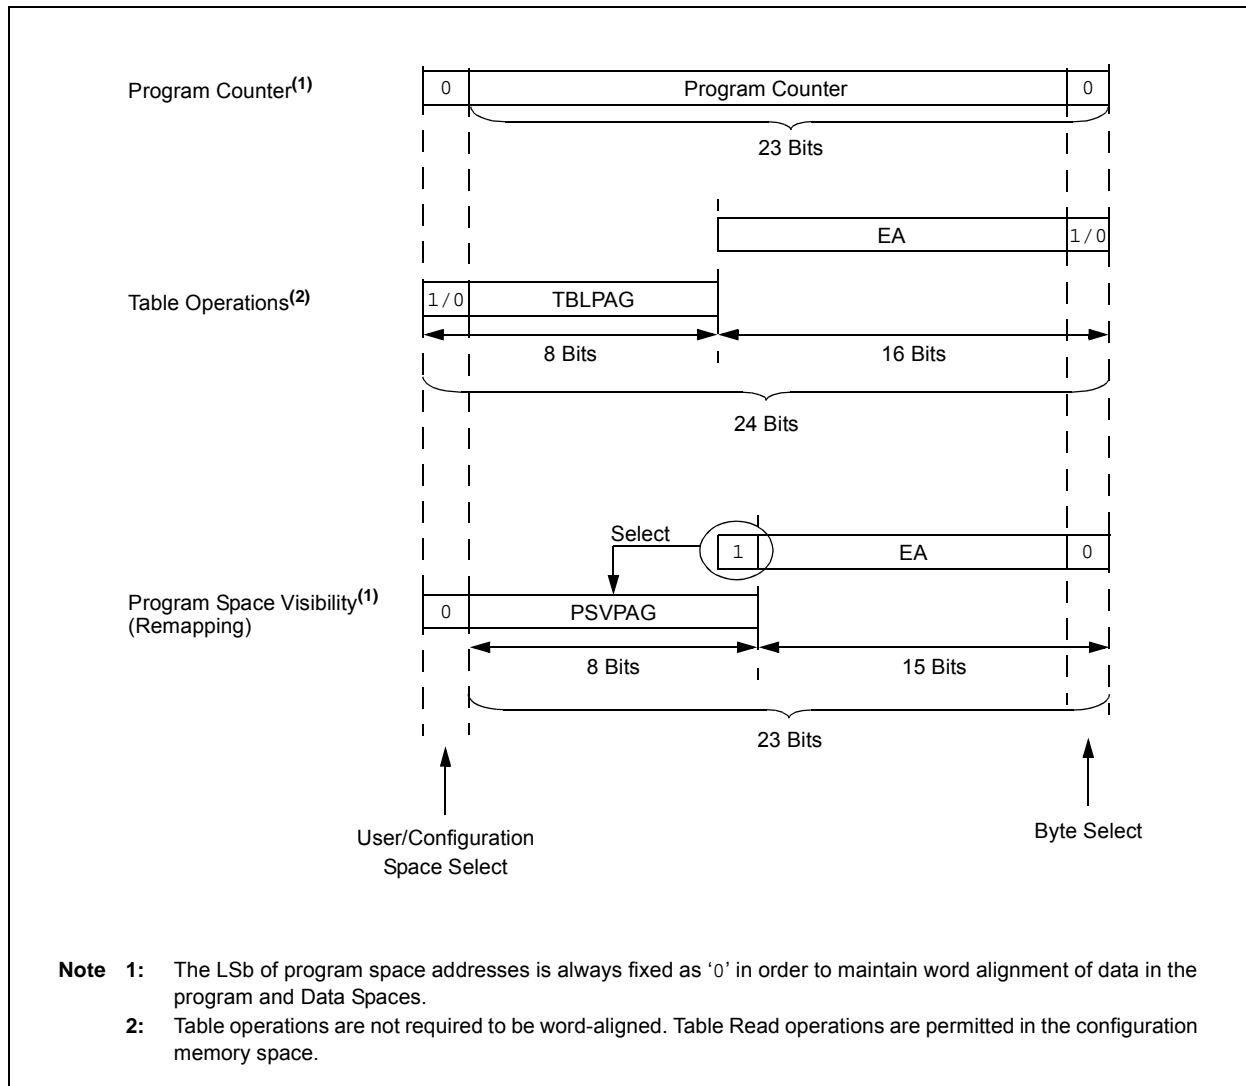 Program Counter(1)
0
Program Counter
0
23 Bits
EA
1/0
Table Operations(2)
1/0
TBLPAG
8 Bits
16 Bits
24 Bits
Select
1
EA
0
Program Space Visibility(1)
(Remapping)
0
PSVPAG
8 Bits
15 Bits
23 Bits
User/Configuration
Space Select
Byte Select
Note 1: The LSb of program space addresses is always fixed as ‘0’ in order to maintain word alignment of data in the
program and Data Spaces.
2: Table operations are not required to be word-aligned. Table Read operations are permitted in the configuration
memory space.